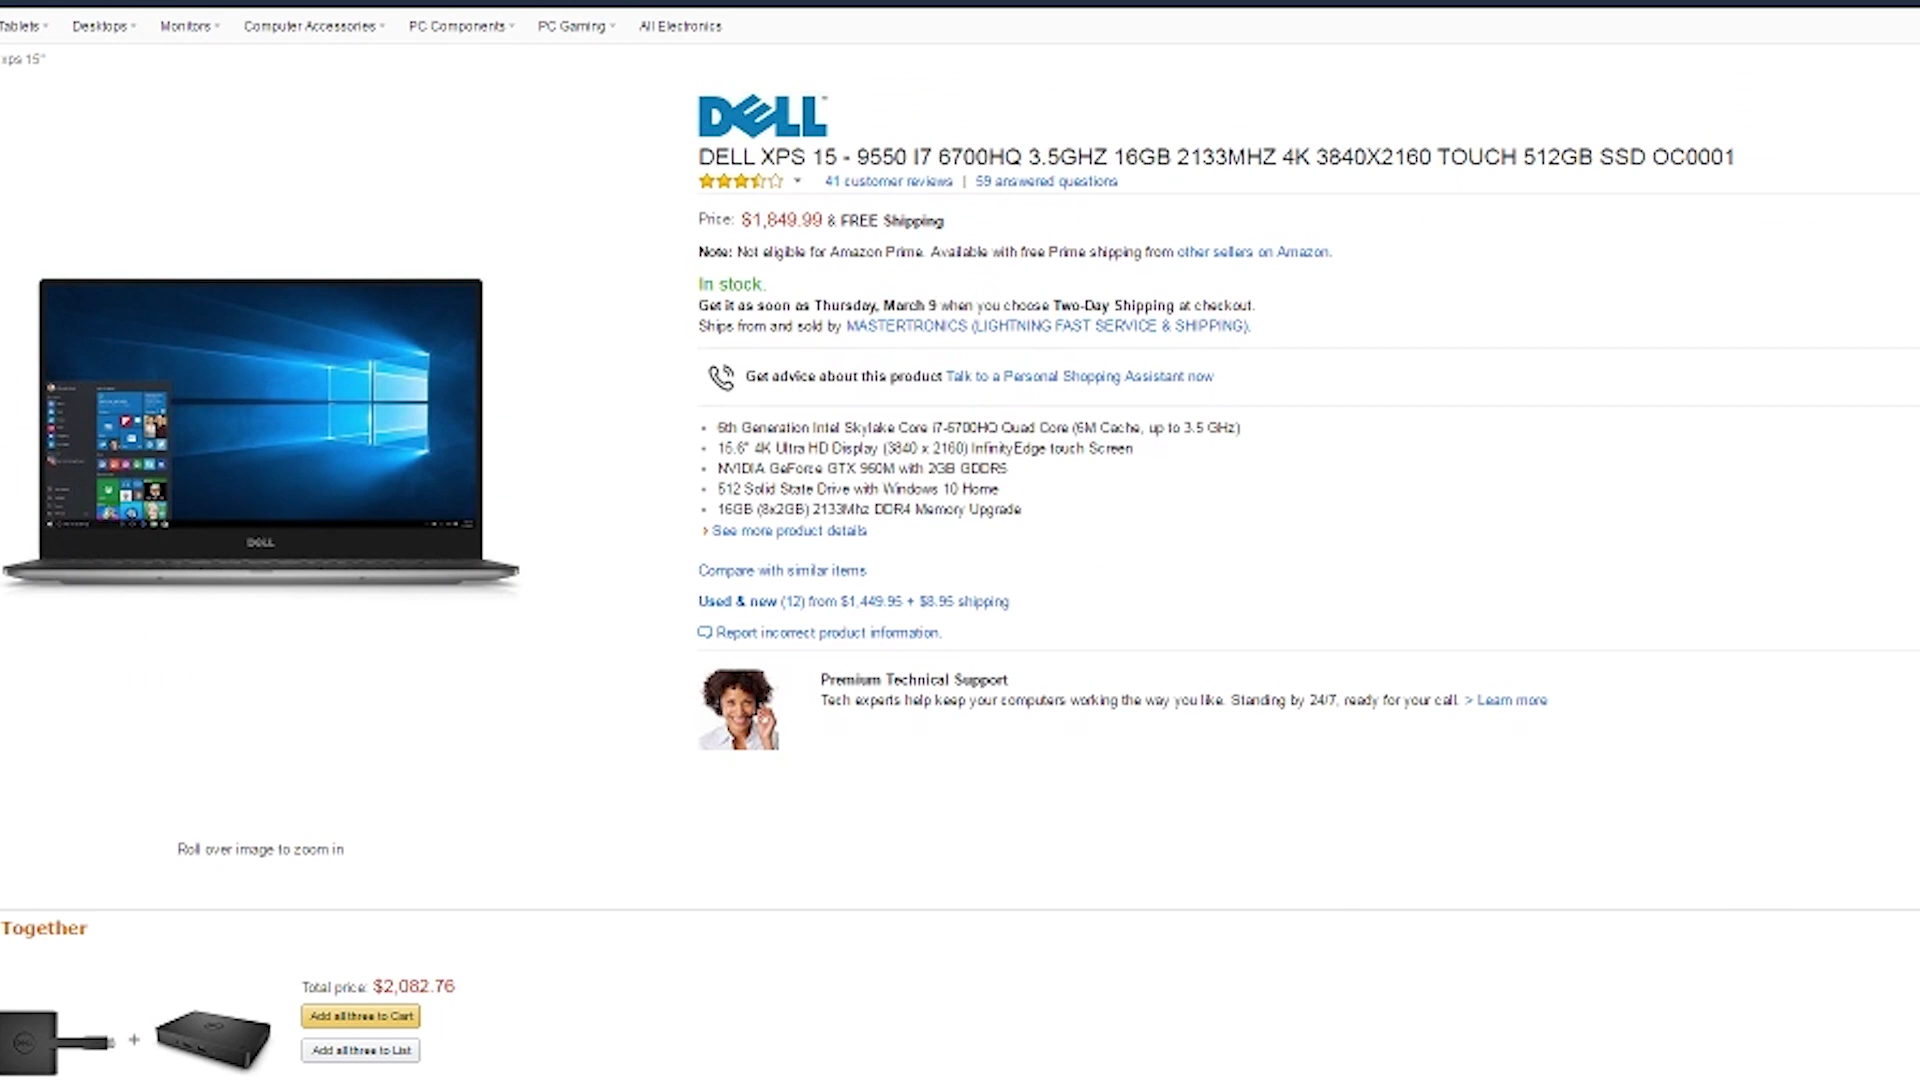 Tablets Desktops Monitors Computer Accessories PC Components PC Gaming All Electronics
xps 15"
DELL
DELL XPS 15 - 9550 I7 6700HQ 3.5GHZ 16GB 2133MHZ 4K 3840X2160 TOUCH 512GB SSD OC0001
41 customer reviews | 59 answered questions
Price: $1,849.99 & FREE Shipping
Note: Not eligible for Amazon Prime. Available with free Prime shipping from other sellers on Amazon.
In stock.
Get it as soon as Thursday, March 9 when you choose Two-Day Shipping at checkout.
Ships from and sold by MASTERTRONICS (LIGHTNING FAST SERVICE & SHIPPING).
Get advice about this product Talk to a Personal Shopping Assistant now
6th Generation Intel Skylake Core i7-6700HQ Quad Core (6M Cache, up to 3.5 GHz)
15.6" 4K Ultra HD Display (3840 x 2160) InfinityEdge touch Screen
NVIDIA GeForce GTX 960M with 2GB GDDR5
512 Solid State Drive with Windows 10 Home
16GB (8x2GB) 2133Mhz DDR4 Memory Upgrade
› See more product details
Compare with similar items
Used & new (12) from $1,449.95 + $8.95 shipping
Report incorrect product information.
Premium Technical Support
Tech experts help keep your computers working the way you like. Standing by 24/7, ready for your call. > Learn more
DELL
Roll over image to zoom in
Together
Total price: $2,082.76
Add all three to Cart
+
Add all three to List